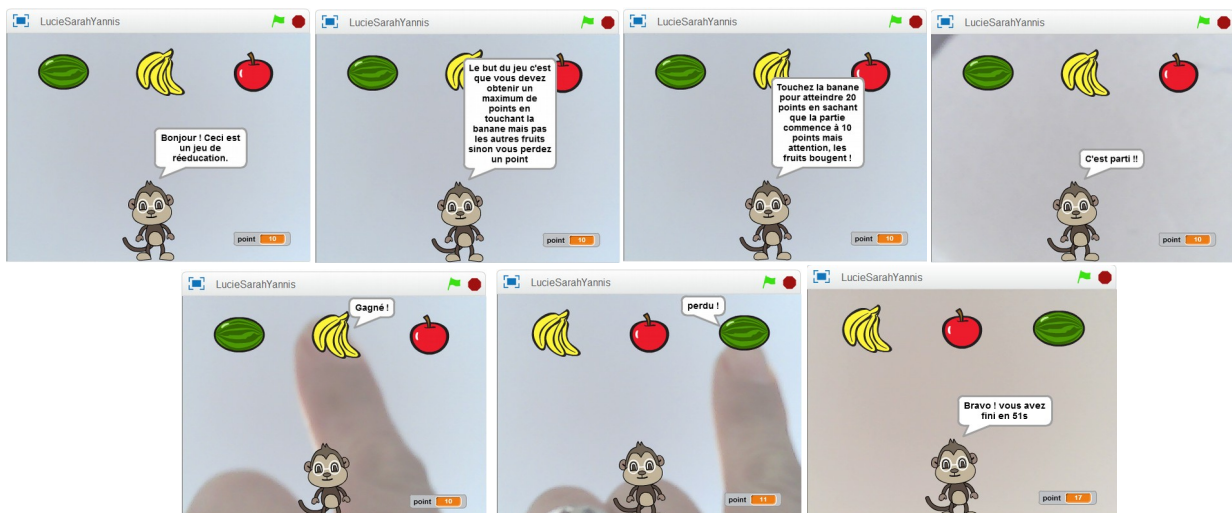 LucieSarahYannis
Bonjour ! Ceci est
un jeu de
réeducation.
point 10
LucieSarahYannis
Le but du jeu c'est
que vous devez
obtenir un
maximum de
points en
touchant la
banane mais pas
les autres fruits
sinon vous perdez
un point
point 10
LucieSarahYannis
Touchez la banane
pour atteindre 20
points en sachant
que la partie
commence à 10
points mais
attention, les
fruits bougent !
point 10
LucieSarahYannis
C'est parti !!
point 10
LucieSarahYannis
Gagné !
point 10
LucieSarahYannis
perdu !
point 11
LucieSarahYannis
Bravo ! vous avez
fini en 51s
point 17